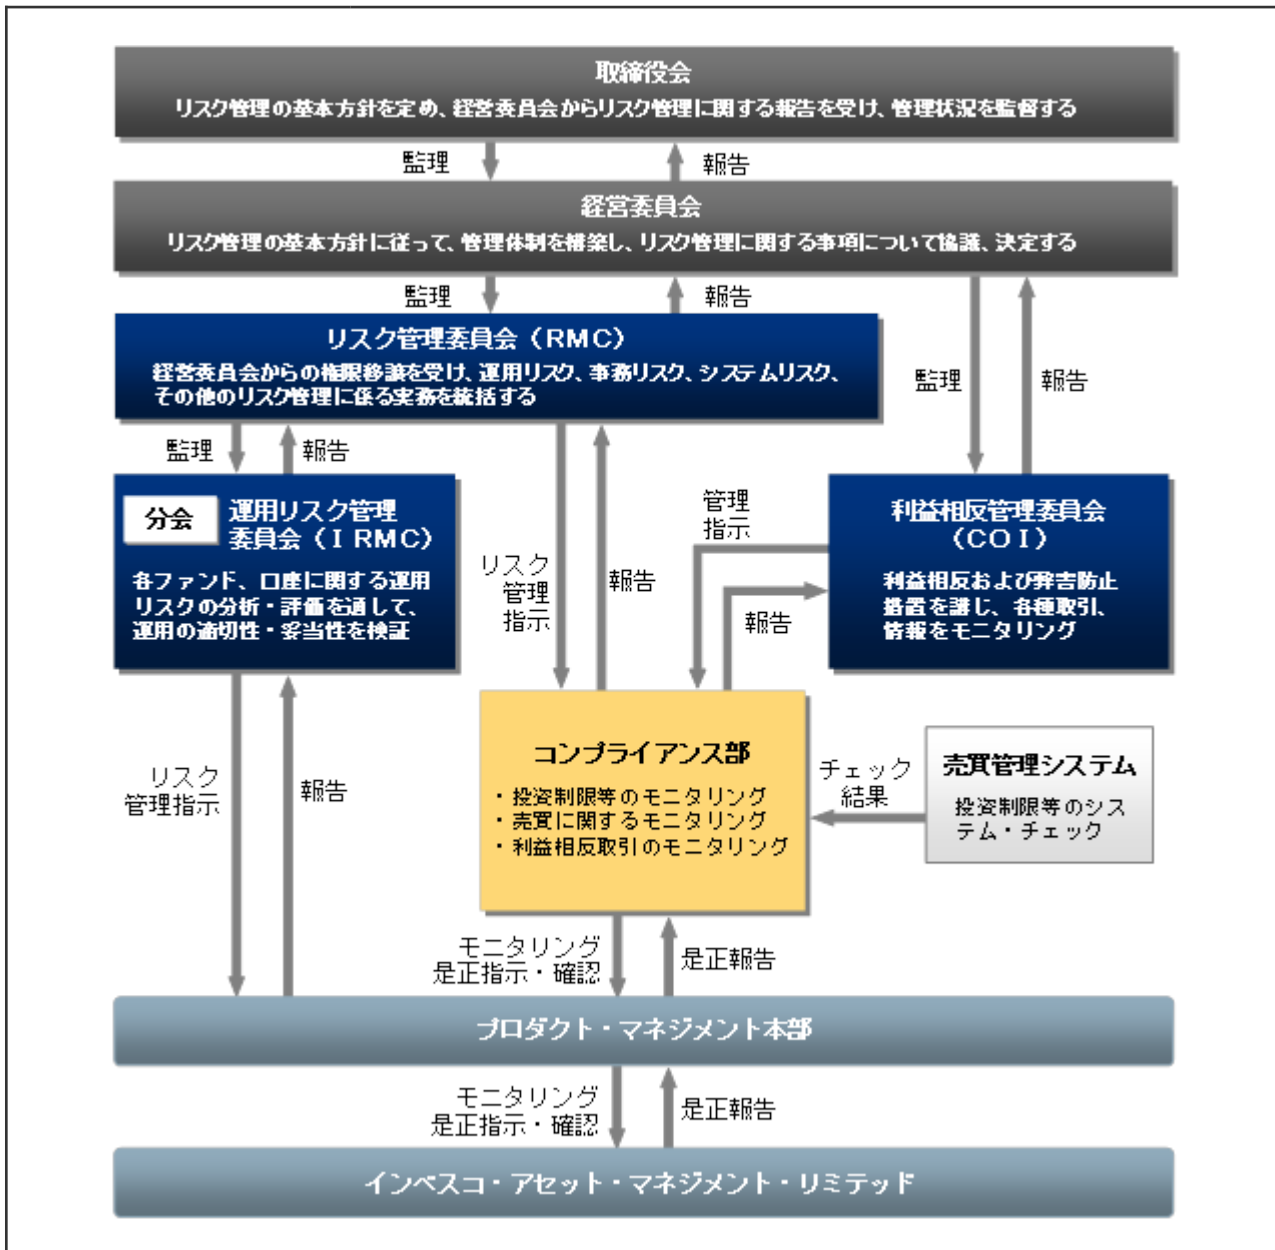 取締役会
リスク管理の基本方針を定め、経営委員会からリスク管理に関する報告を受け、管理状況を監督する
監理
報告
経営委員会
リスク管理の基本方針に従って、管理体制を構築し、リスク管理に関する事項について協議、決定する
監理
報告
リスク管理委員会（RMC）
経営委員会からの権限移譲を受け、運用リスク、事務リスク、システムリスク、
その他のリスク管理に係る実務を統括する
監理
報告
監理
報告
分会
運用リスク管理
委員会（ＩRMC）
各ファンド、口座に関する運用
リスクの分析・評価を通して、
運用の適切性・妥当性を検証
リスク
管理
指示
報告
管理
指示
報告
利益相反管理委員会
（COI）
利益相反および弊害防止
措置を講じ、各種取引、
情報をモニタリング
リスク
管理指示
報告
コンプライアンス部
・投資制限等のモニタリング
・売買に関するモニタリング
・利益相反取引のモニタリング
チェック
結果
売買管理システム
投資制限等のシス
テム・チェック
モニタリング
是正指示・確認
是正報告
プロダクト・マネジメント本部
モニタリング
是正指示・確認
是正報告
インベスコ・アセット・マネジメント・リミテッド